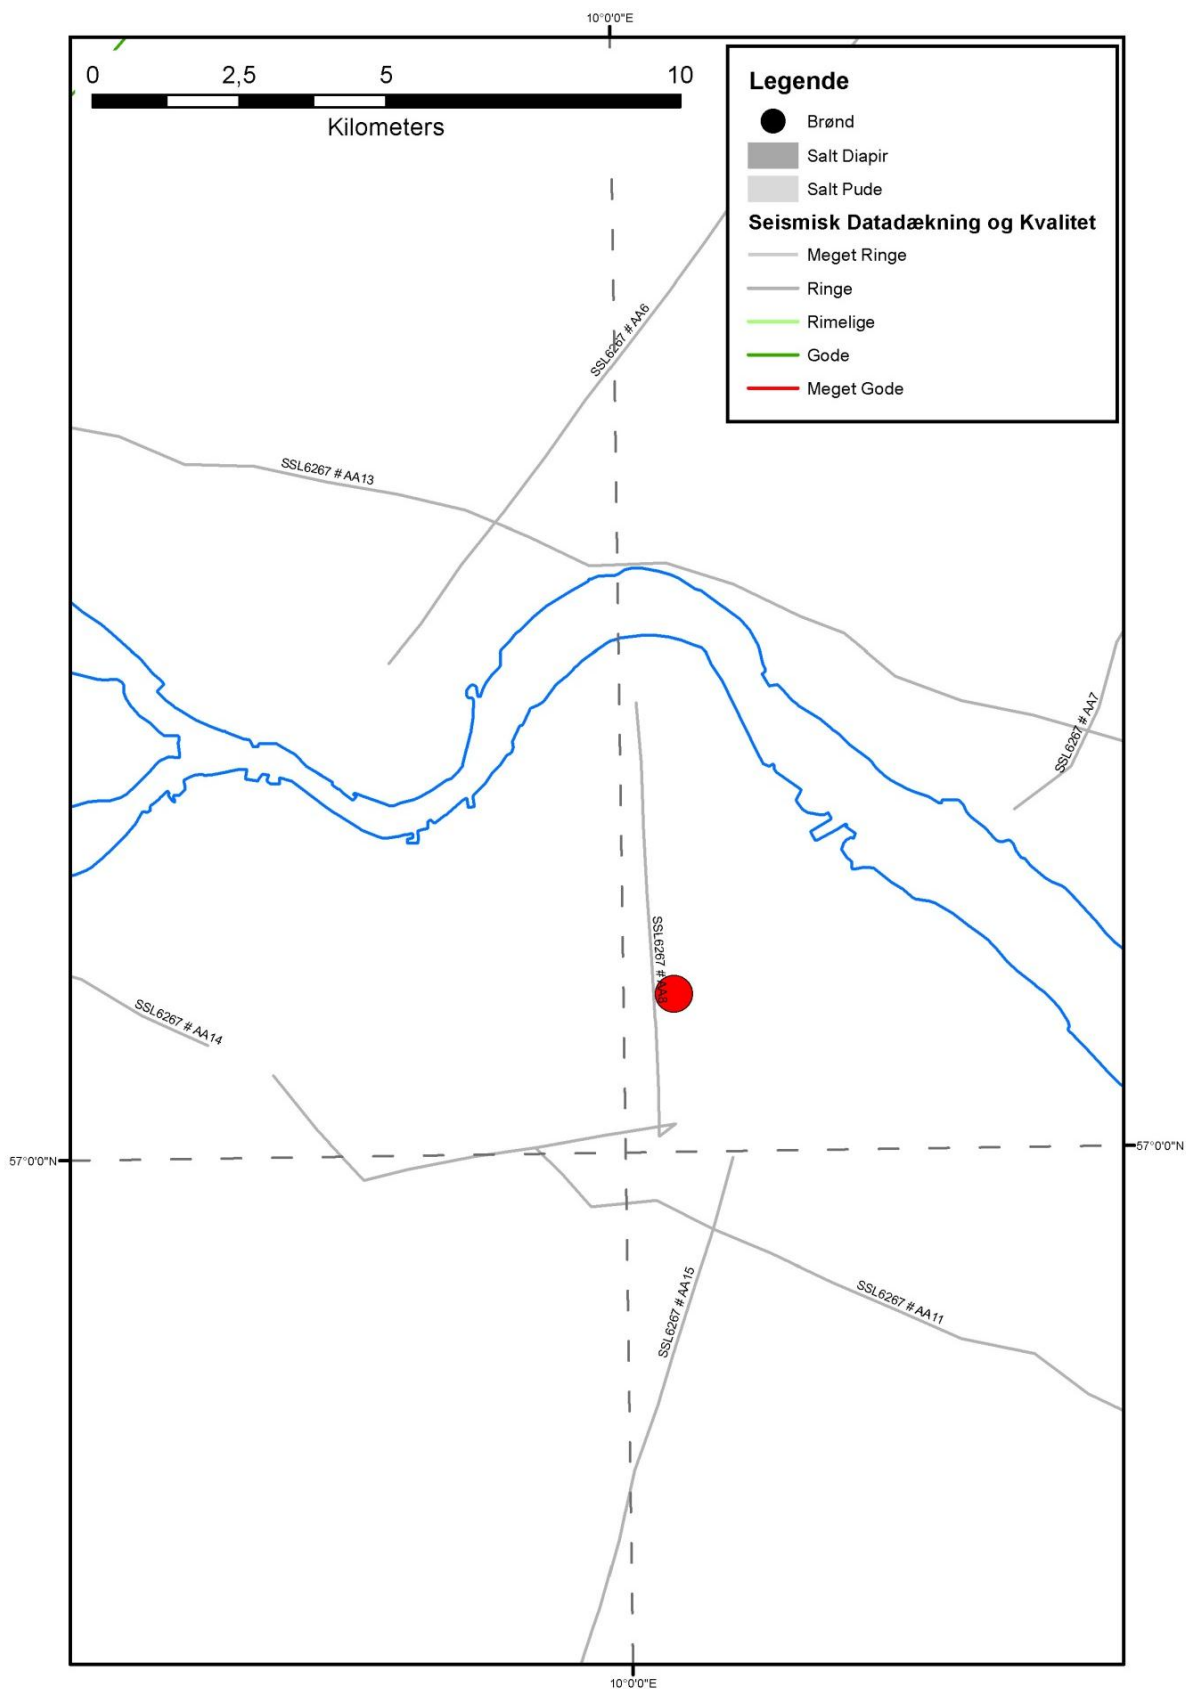 10°0'0"E
0 2,5 5 10
Kilometers
Legende
Brønd
Salt Diapir
Salt Pude
Seismisk Datadækning og Kvalitet
Meget Ringe
Ringe
Rimelige
Gode
Meget Gode
SSL6267 # AA6
SSL6267 # AA13
SSL6267 # AA7
SSL6267 # AA8
SSL6267 # AA14
57°0'0"N
57°0'0"N
SSL6267 # AA15
SSL6267 # AA11
10°0'0"E